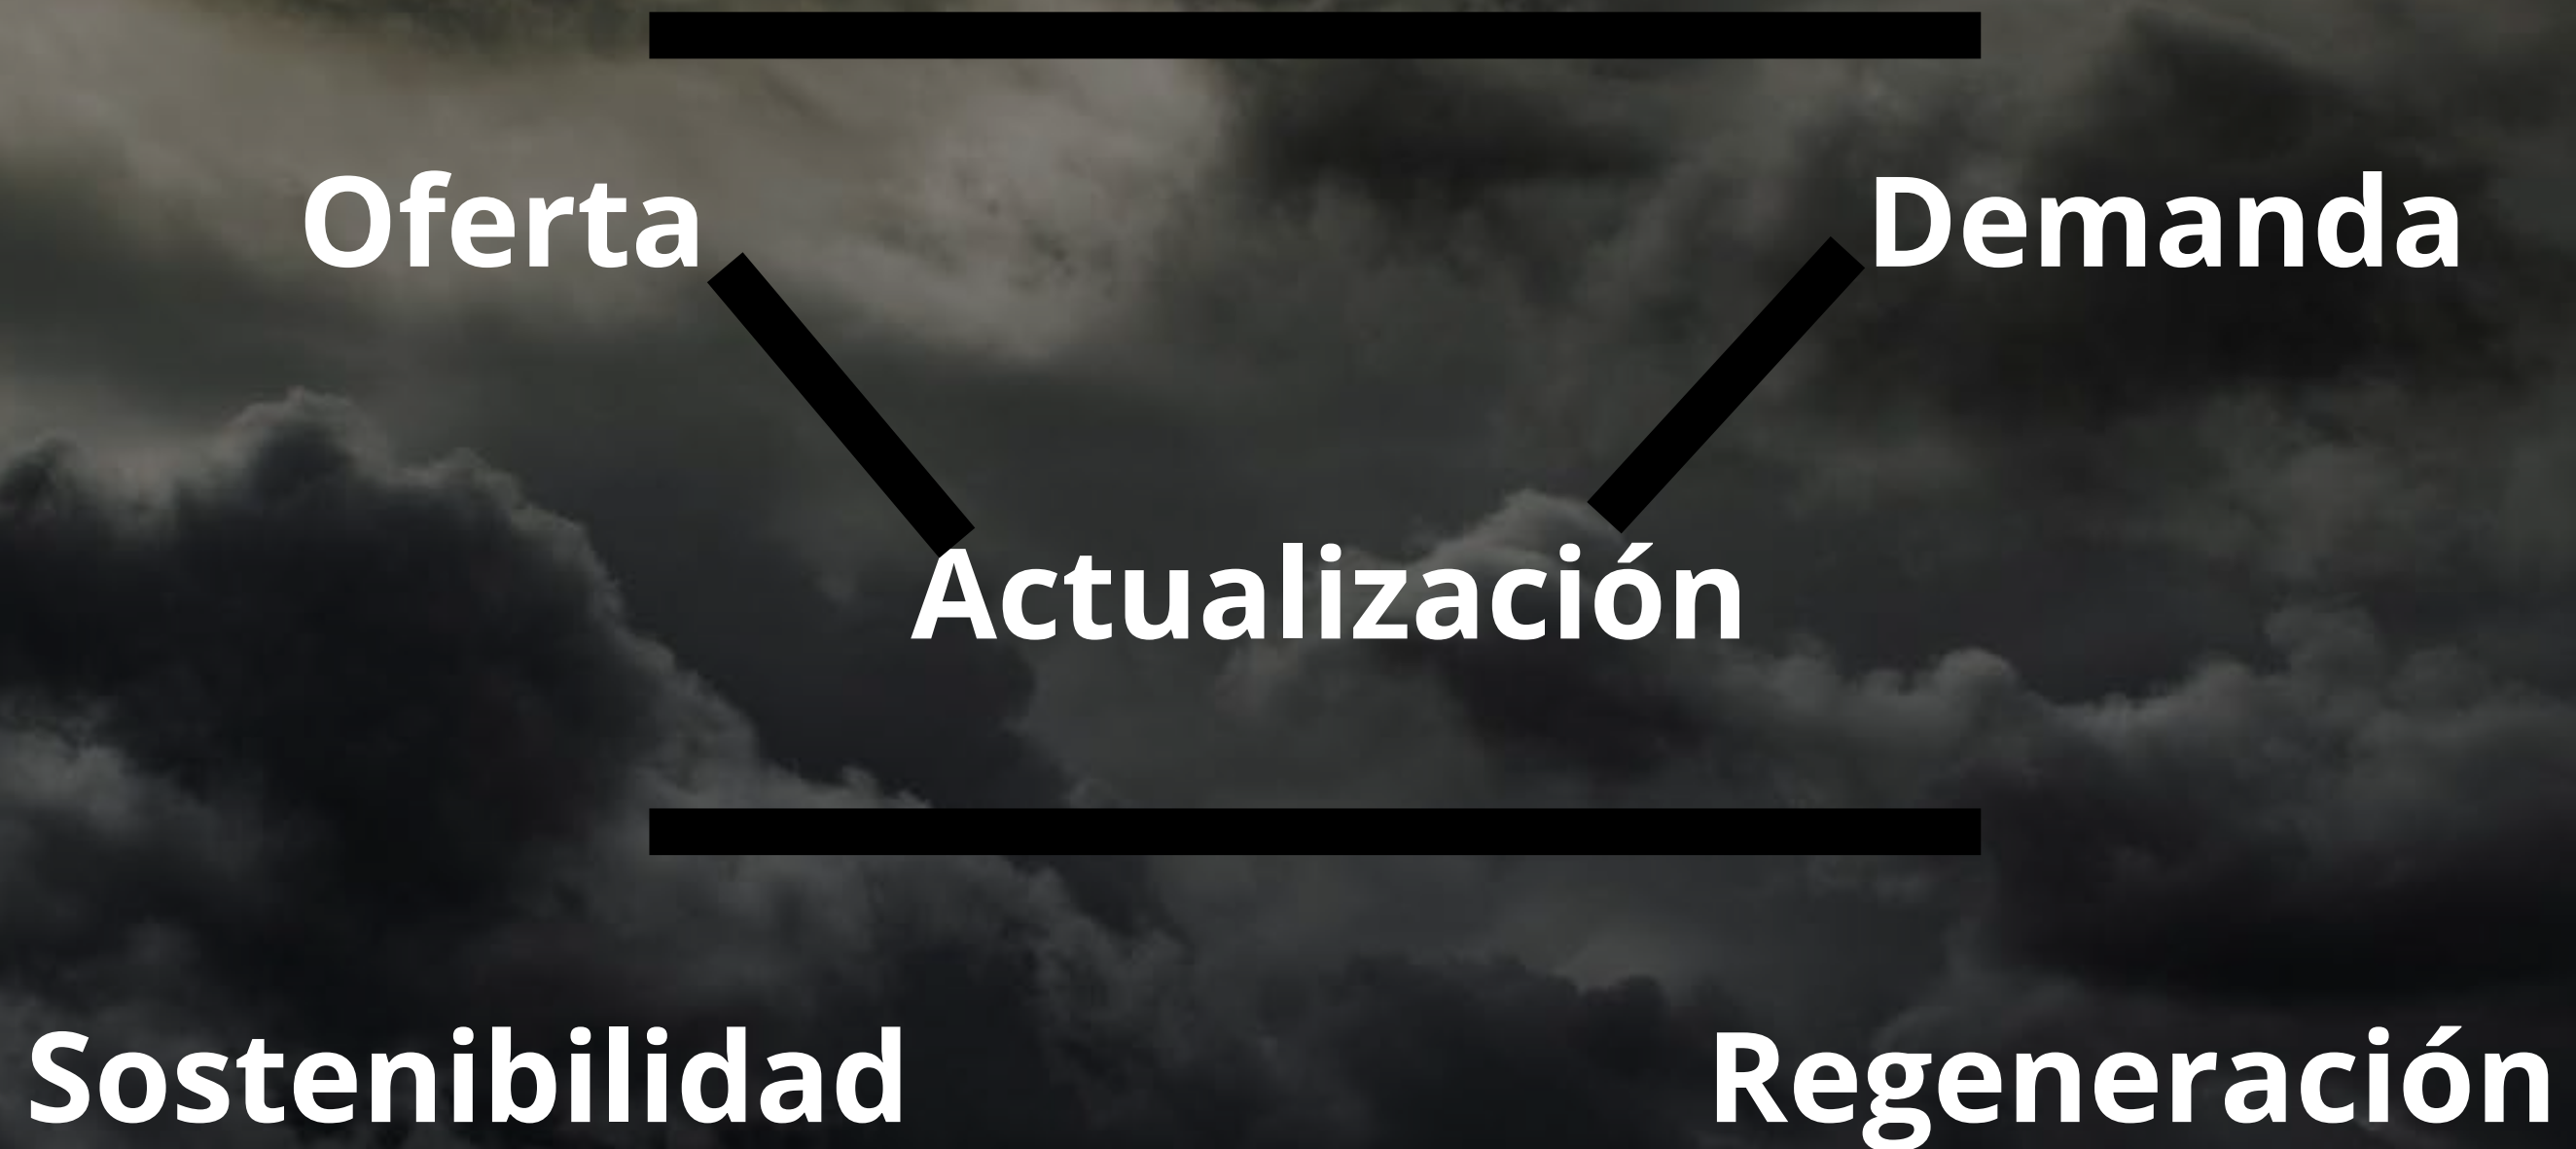 Oferta
Demanda
Actualización
Sostenibilidad
Regeneración